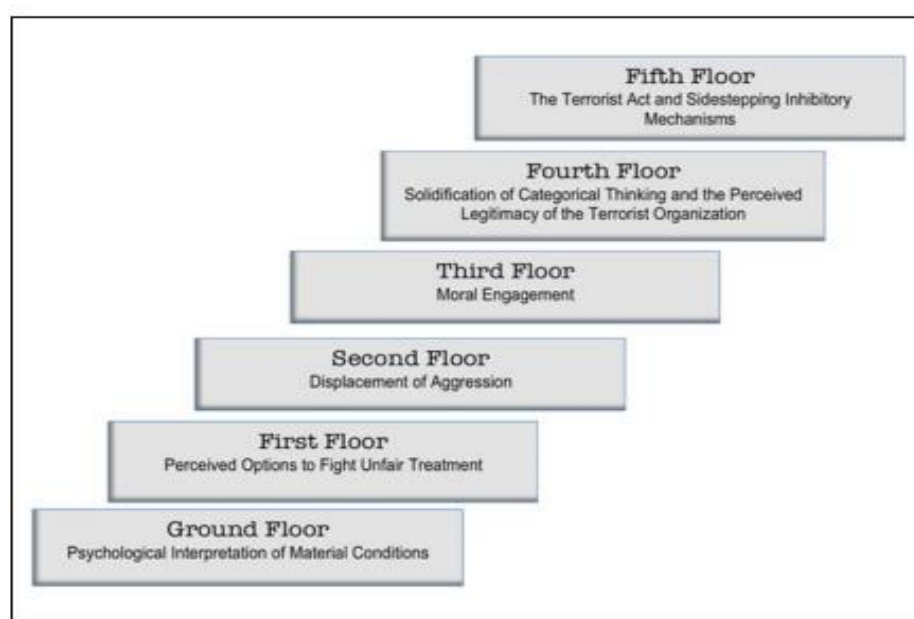 Fifth Floor
The Terrorist Act and Sidestepping Inhibitory
Mechanisms
Fourth Floor
Solidification of Categorical Thinking and the Perceived
Legitimacy of the Terrorist Organization
Third Floor
Moral Engagement
Second Floor
Displacement of Aggression
First Floor
Perceived Options to Fight Unfair Treatment
Ground Floor
Psychological Interpretation of Material Conditions